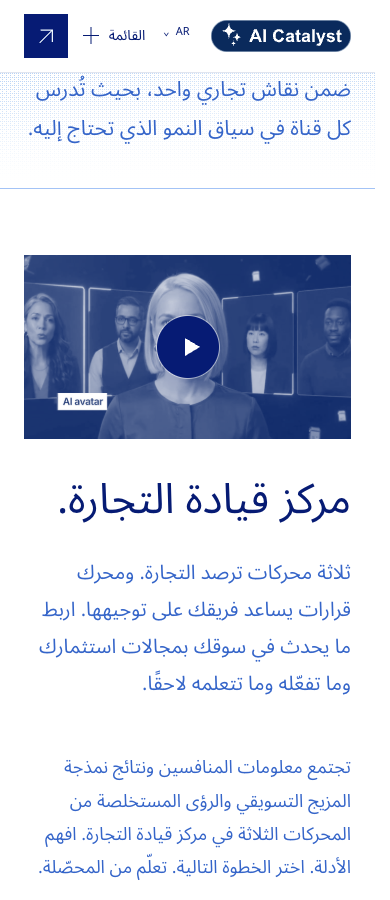 AI Catalyst
AR
القائمة
ضمن نقاش تجاري واحد، بحيث تُدرس
كل قناة في سياق النمو الذي تحتاج إليه.
AI avatar
مركز قيادة التجارة.
ثلاثة محركات ترصد التجارة. ومحرك
قرارات يساعد فريقك على توجيهها. اربط
ما يحدث في سوقك بمجالات استثمارك
وما تفعّله وما تتعلمه لاحقًا.
تجتمع معلومات المنافسين ونتائج نمذجة
المزيج التسويقي والرؤى المستخلصة من
المحركات الثلاثة في مركز قيادة التجارة. افهم
الأدلة. اختر الخطوة التالية. تعلّم من المحصّلة.